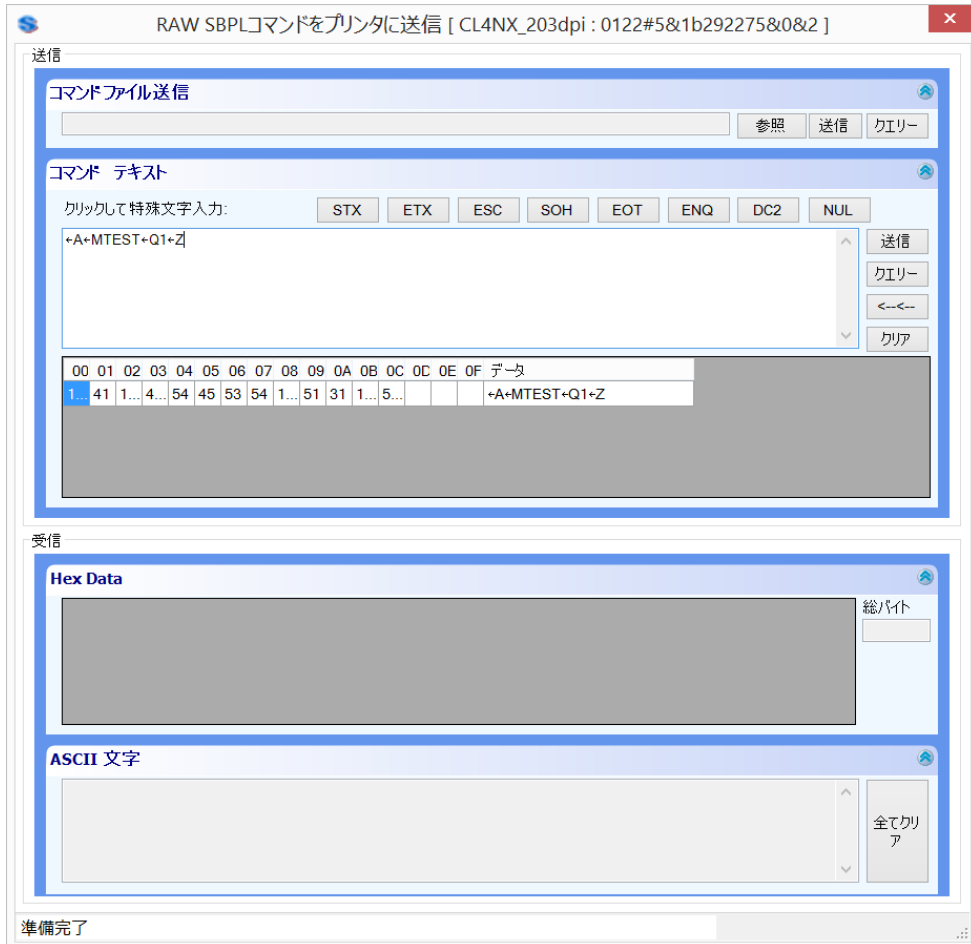 RAW SBPLコマンドをプリンタに送信 [ CL4NX_203dpi : 0122#5&1b292275&0&2 ]
送信
コマンドファイル送信
参照 送信 クエリー
コマンド テキスト
クリックして特殊文字入力: STX ETX ESC SOH EOT ENQ DC2 NUL
←A←MTEST←Q1←Z
送信
クエリー
<--<--
クリア
00 01 02 03 04 05 06 07 08 09 0A 0B 0C 0D 0E 0F データ
1... 41 1... 4... 54 45 53 54 1... 51 31 1... 5... ←A←MTEST←Q1←Z
受信
Hex Data
総バイト
ASCII 文字
全てクリ
ア
準備完了